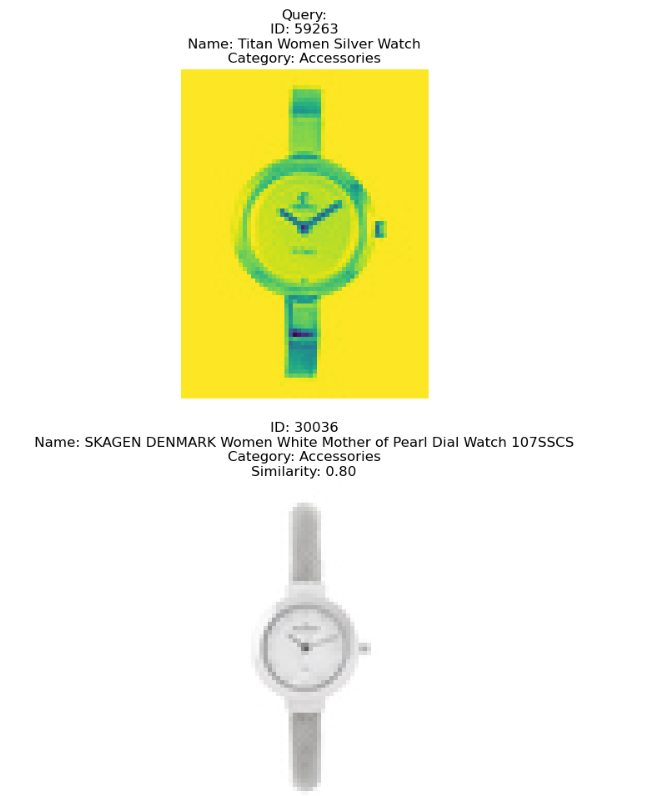 Query:
ID: 59263
Name: Titan Women Silver Watch
Category: Accessories
ID: 30036
Name: SKAGEN DENMARK Women White Mother of Pearl Dial Watch 107SSCS
Category: Accessories
Similarity: 0.80